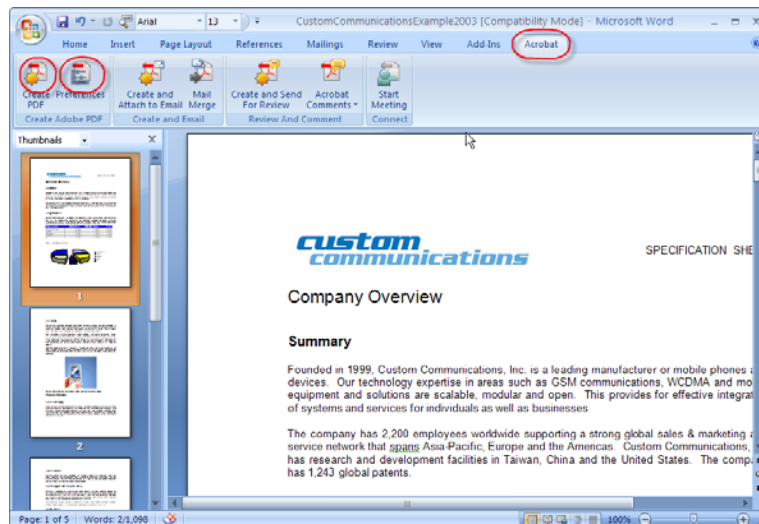 Arial 13 CustomCommunicationsExample2003 [Compatibility Mode] - Microsoft Word
Home Insert Page Layout References Mailings Review View Add-Ins Acrobat
Create PDF Preferences Create and Attach to Email Mail Merge Create and Send For Review Acrobat Comments Start Meeting
Create Adobe PDF Create and Email Review And Comment Connect
Thumbnails X
custom
communications
SPECIFICATION SHE
Company Overview
Summary
Founded in 1999, Custom Communications, Inc. is a leading manufacturer or mobile phones a
devices. Our technology expertise in areas such as GSM communications, WCDMA and mo
equipment and solutions are scalable, modular and open. This provides for effective integrat
of systems and services for individuals as well as businesses
The company has 2,200 employees worldwide supporting a strong global sales & marketing a
service network that spans Asia-Pacific, Europe and the Americas. Custom Communications,
has research and development facilities in Taiwan, China and the United States. The comp
has 1,243 global patents.
1
2
Page: 1 of 5 Words: 2/1,098 100%